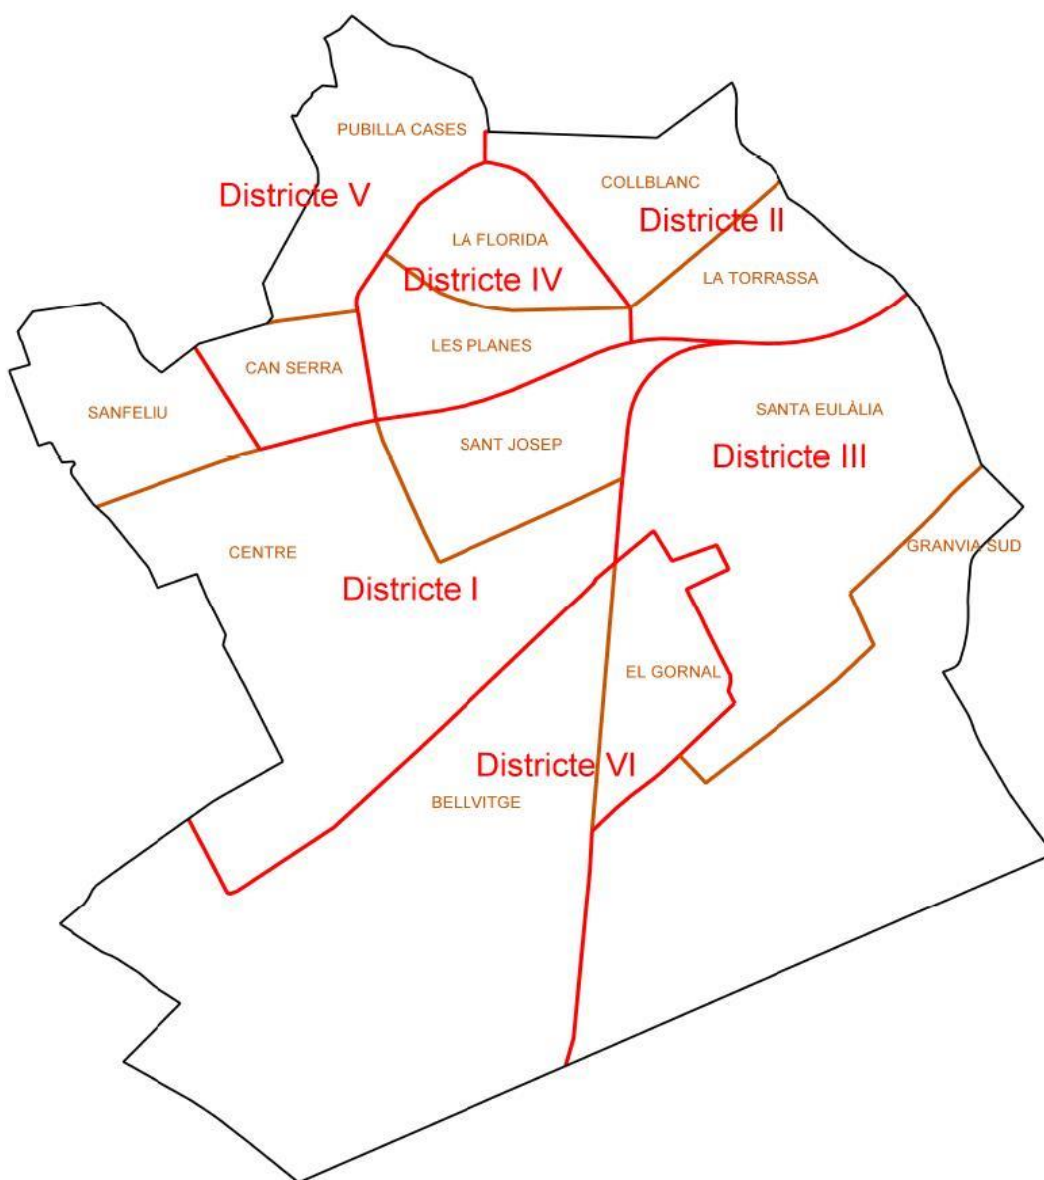 PUBILLA CASES
COLLBLANC
Districte V
Districte II
LA FLORIDA
LA TORRASSA
Districte IV
LES PLANES
CAN SERRA
SANFELIU
SANTA EULÀLIA
SANT JOSEP
Districte III
GRANVIA SUD
CENTRE
Districte I
EL GORNAL
Districte VI
BELLVITGE